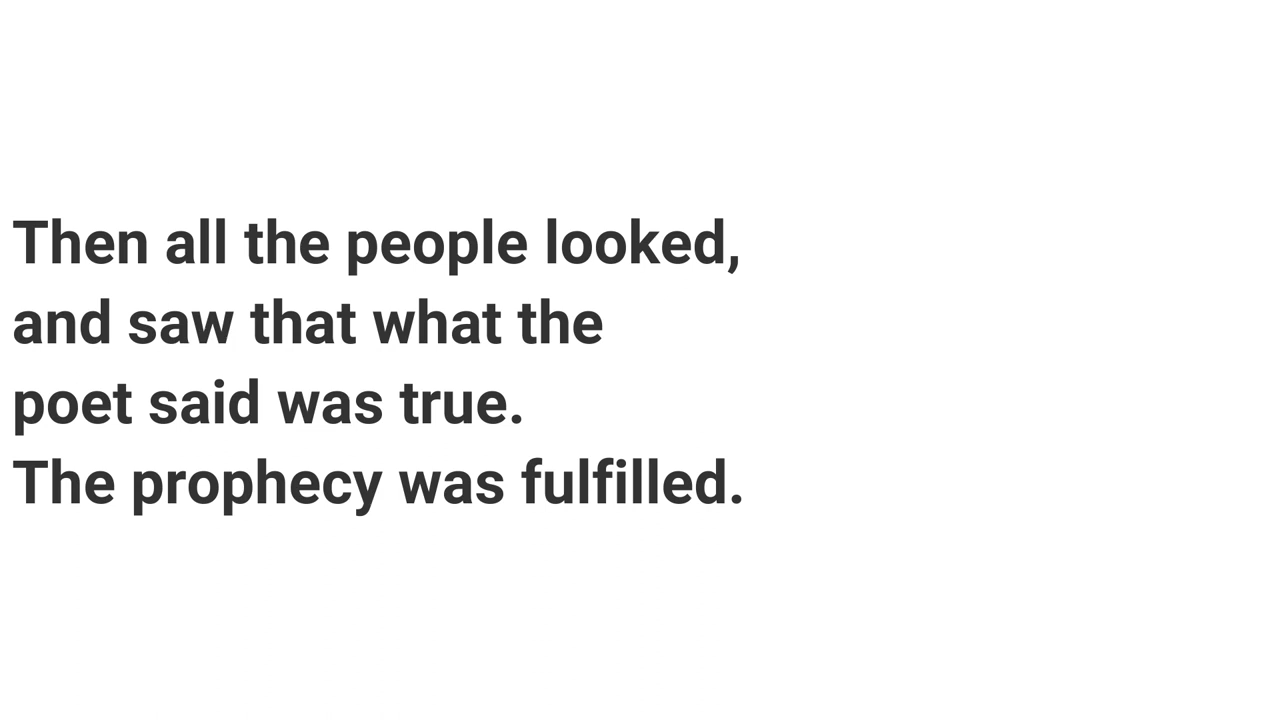 Then all the people looked,
and saw that what the
poet said was true.
The prophecy was fulfilled.